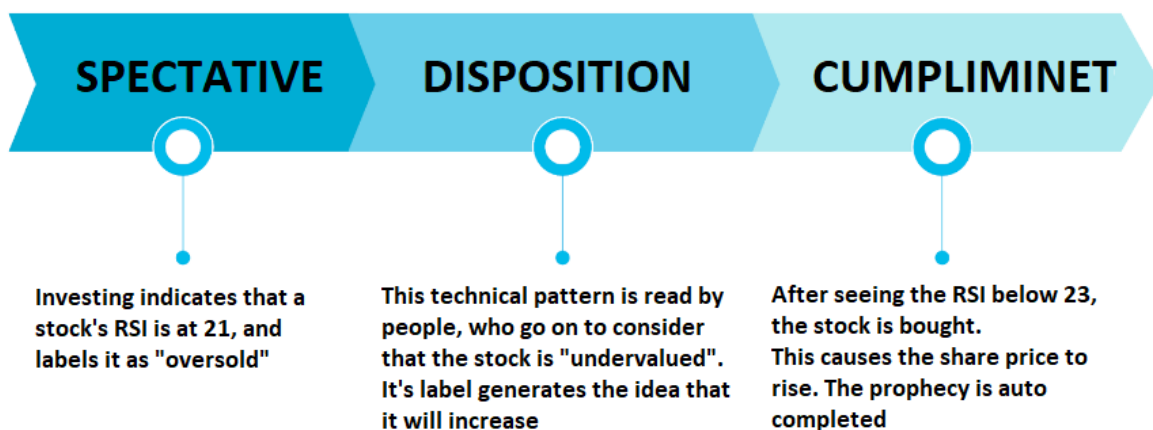 SPECTATIVE
DISPOSITION
CUMPLIMINET
Investing indicates that a
stock's RSI is at 21, and
labels it as "oversold"
This technical pattern is read by
people, who go on to consider
that the stock is "undervalued".
It's label generates the idea that
it will increase
After seeing the RSI below 23,
the stock is bought.
This causes the share price to
rise. The prophecy is auto
completed